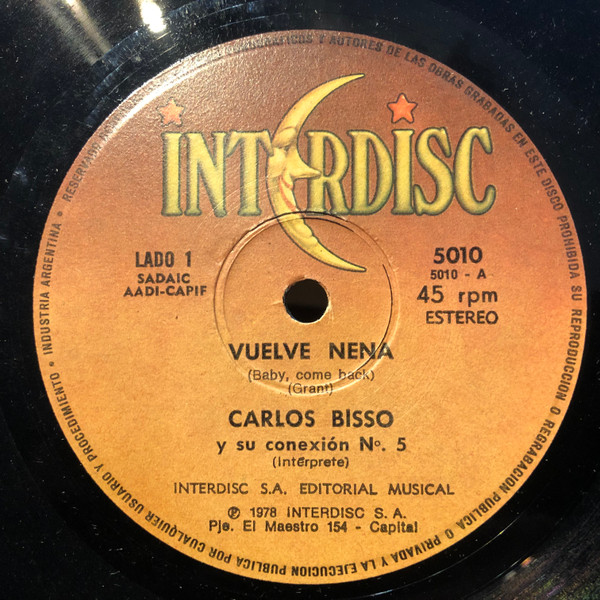 INTERDISC
LADO 1
SADAIC
AADI-CAPIF
5010
5010 - A
45 rpm
ESTEREO
VUELVE NENA
(Baby, come back)
(Grant)
CARLOS BISSO
y su conexión Nº. 5
(Intérprete)
INTERDISC S.A. EDITORIAL MUSICAL
℗ 1978 INTERDISC S. A.
Pje. El Maestro 154 - Capital
INDUSTRIA ARGENTINA • RESERVADOS Y AUTORES DE LAS OBRAS GRABADAS EN ESTE DISCO PROHIBIDA SU REPRODUCCION O REGRABACION PUBLICA O PRIVADA Y LA EJECUCION PUBLICA POR CUALQUIER USUARIO Y PROCEDIMIENTO •